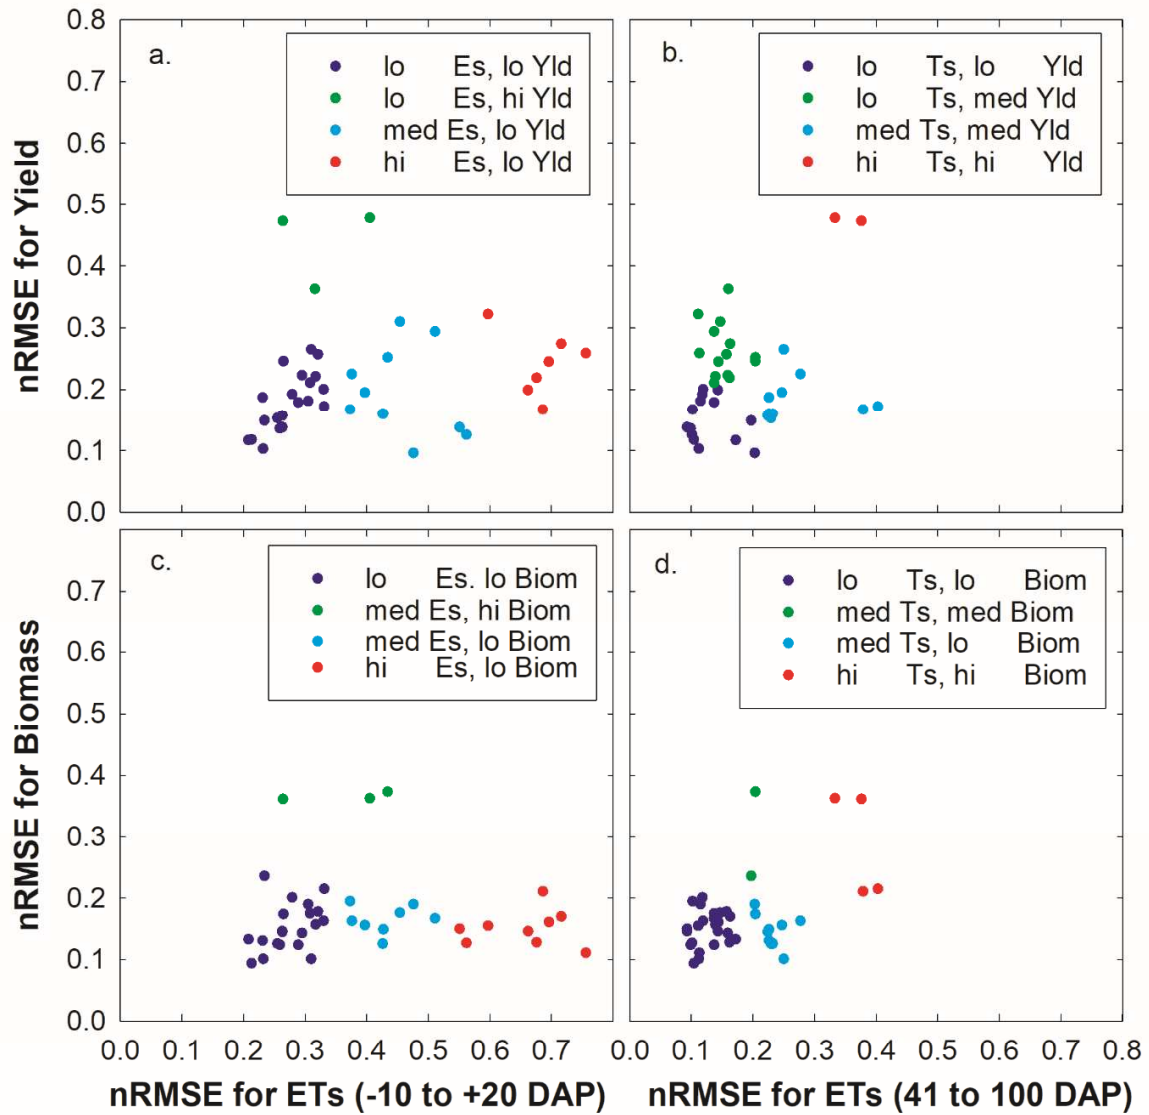 a.
lo Es, lo Yld
lo Es, hi Yld
med Es, lo Yld
hi Es, lo Yld
b.
lo Ts, lo Yld
lo Ts, med Yld
med Ts, med Yld
hi Ts, hi Yld
nRMSE for Yield
0.8
0.7
0.6
0.5
0.4
0.3
0.2
0.1
0.0
c.
lo Es. lo Biom
med Es, hi Biom
med Es, lo Biom
hi Es, lo Biom
d.
lo Ts, lo Biom
med Ts, med Biom
med Ts, lo Biom
hi Ts, hi Biom
nRMSE for Biomass
0.7
0.6
0.5
0.4
0.3
0.2
0.1
0.0
0.0 0.1 0.2 0.3 0.4 0.5 0.6 0.7
0.0 0.1 0.2 0.3 0.4 0.5 0.6 0.7 0.8
nRMSE for ETs (-10 to +20 DAP)
nRMSE for ETs (41 to 100 DAP)